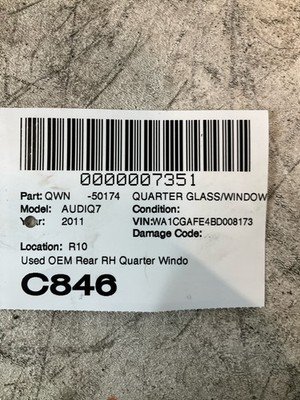 0000007351
Part: QWN -50174 QUARTER GLASS/WINDOW
Model: AUDIQ7 Condition:
Year: 2011 VIN:WA1CGAFE4BD008173
Damage Code:
Location: R10
Used OEM Rear RH Quarter Windo
C846